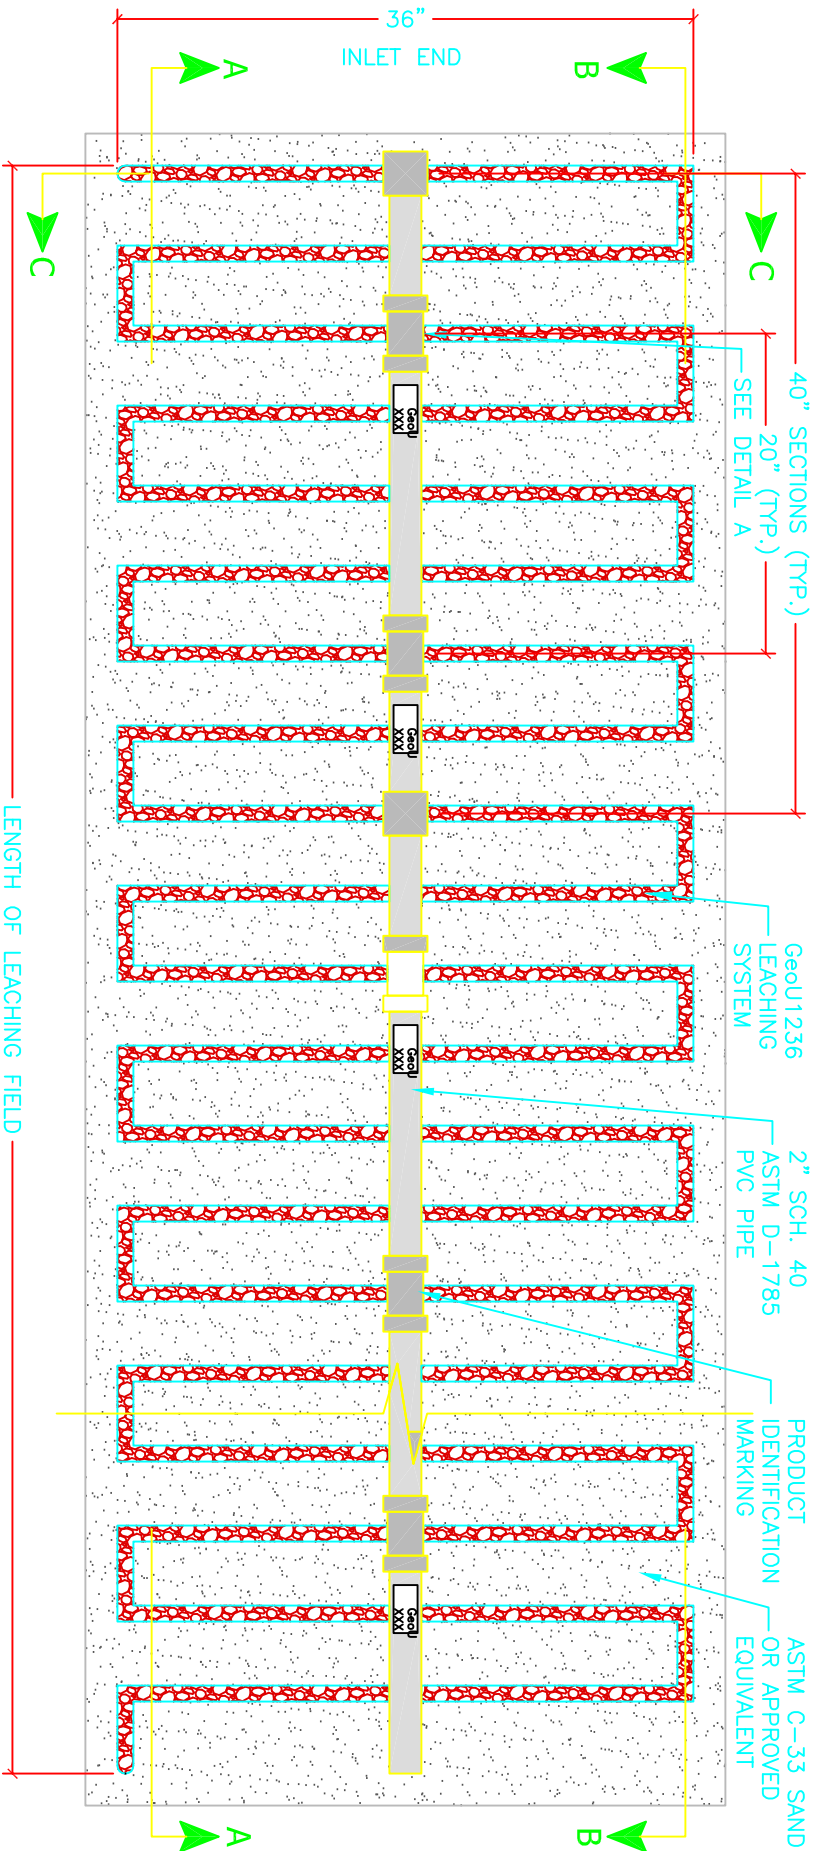 36"
INLET END
A
B
C
C
40" SECTIONS (TYP.)
20" (TYP.)
SEE DETAIL A
GeoU
XXX
GeoU
XXX
GeoU1236
LEACHING
SYSTEM
GeoU
XXX
2" SCH. 40
ASTM D-1785
PVC PIPE
PRODUCT
IDENTIFICATION
MARKING
ASTM C-33 SAND
OR APPROVED
EQUIVALENT
GeoU
XXX
LENGTH OF LEACHING FIELD
A
B